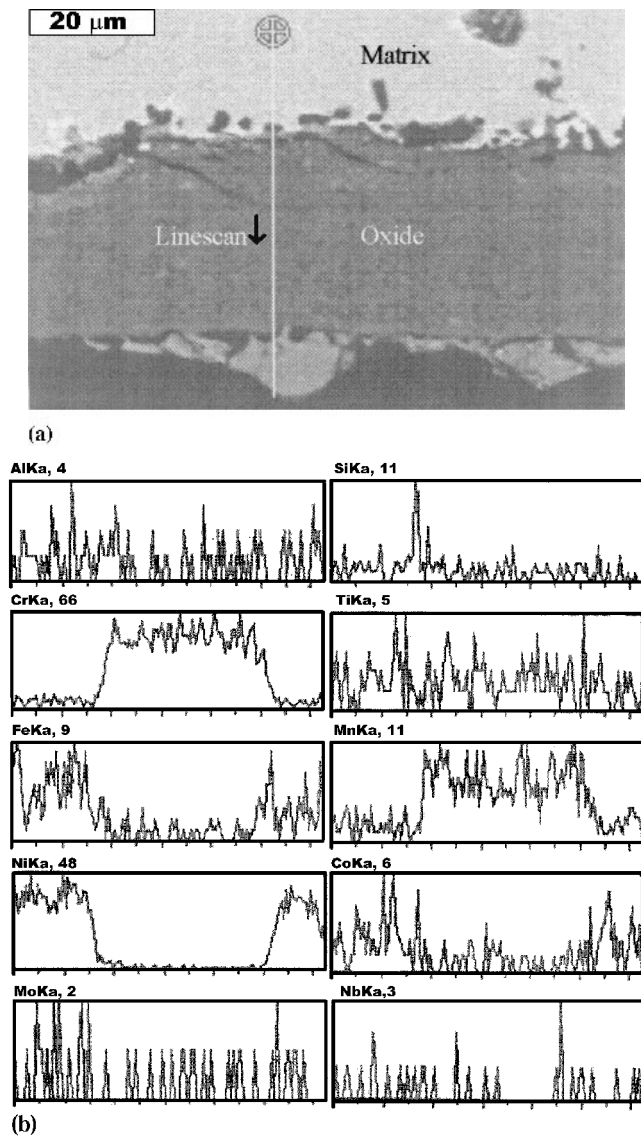 20 µm
Matrix
Linescan
Oxide
(a)
AlKa, 4
SiKa, 11
CrKa, 66
TiKa, 5
FeKa, 9
MnKa, 11
NiKa, 48
CoKa, 6
MoKa, 2
NbKa,3
(b)